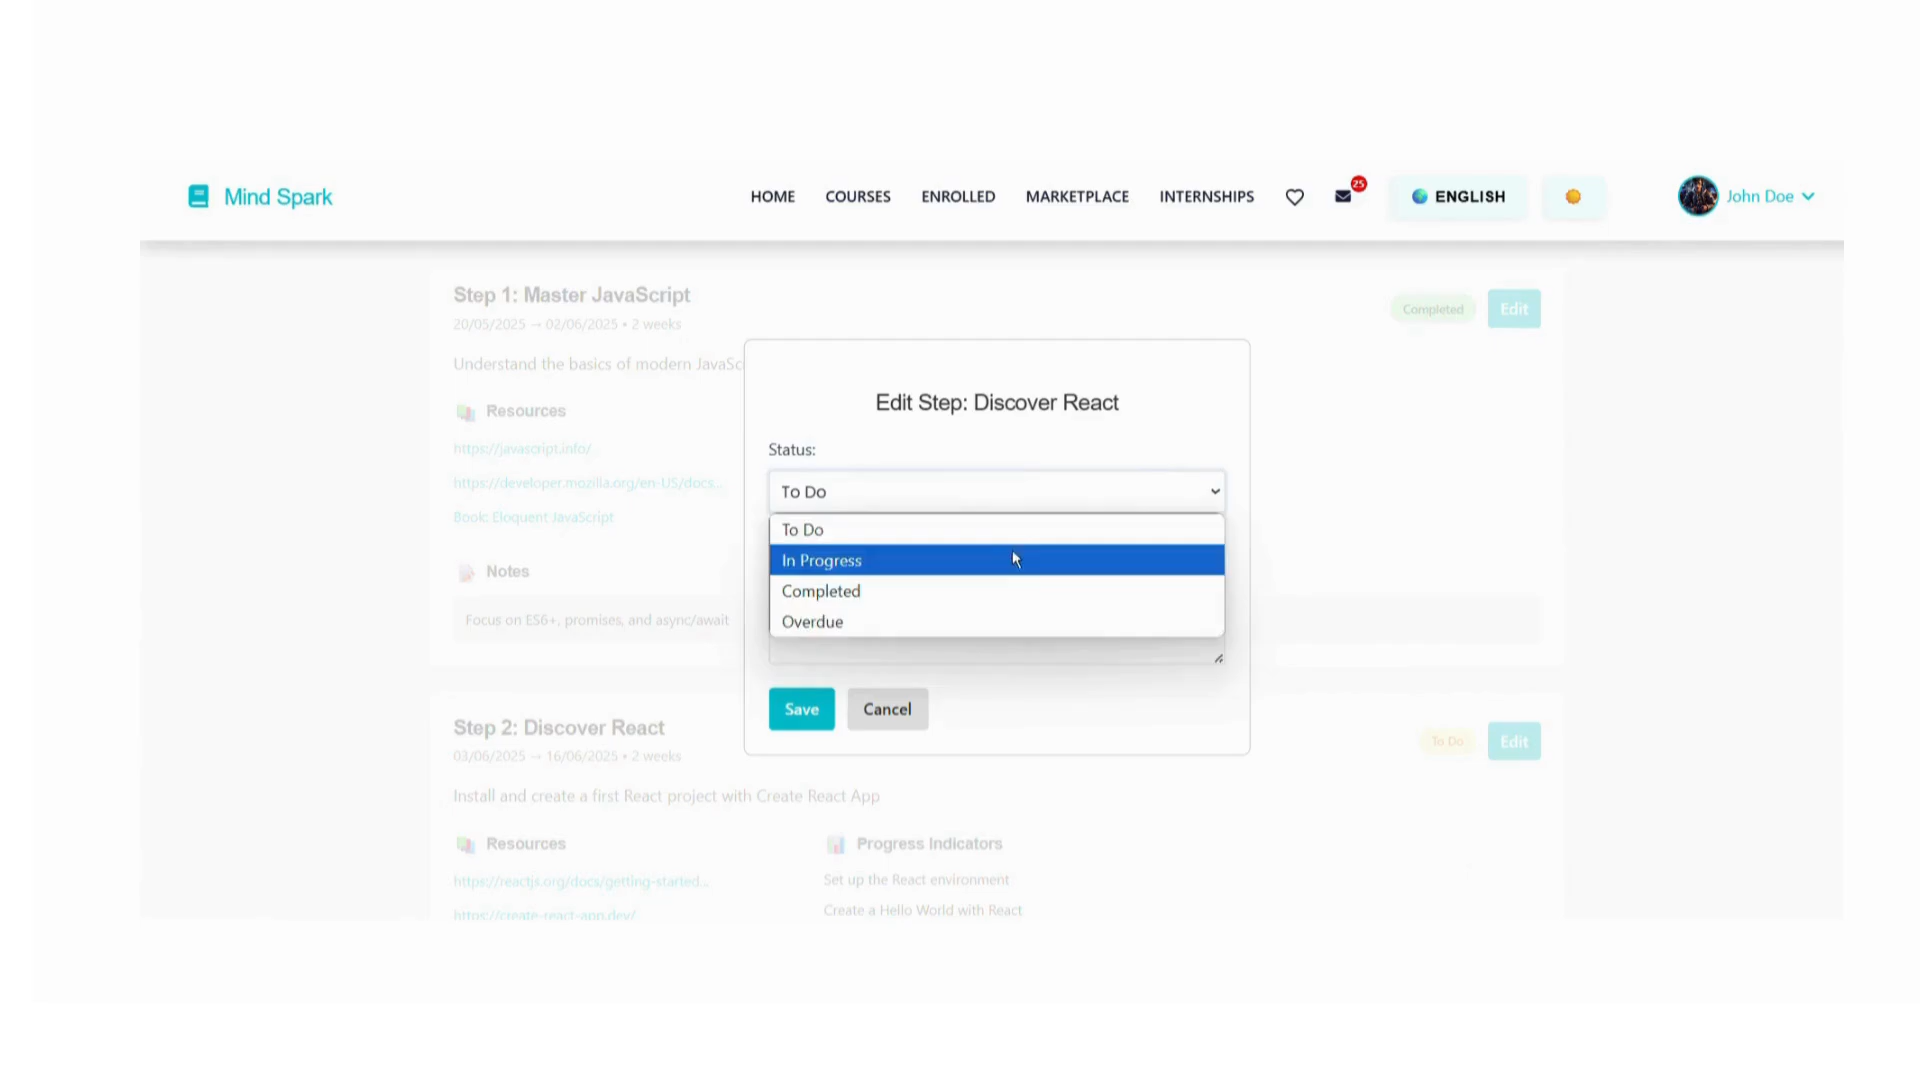 Mind Spark
HOME COURSES ENROLLED MARKETPLACE INTERNSHIPS 25 ENGLISH John Doe
Step 1: Master JavaScript
Completed Edit
20/05/2025 → 02/06/2025 • 2 weeks
Understand the basics of modern JavaSc
Resources
https://javascript.info/
https://developer.mozilla.org/en-US/docs...
Book: Eloquent JavaScript
Notes
Focus on ES6+, promises, and async/await
Edit Step: Discover React
Status:
To Do
To Do
In Progress
Completed
Overdue
Save Cancel
Step 2: Discover React
To Do Edit
03/06/2025 → 16/06/2025 • 2 weeks
Install and create a first React project with Create React App
Resources
https://reactjs.org/docs/getting-started...
https://create-react-app.dev/
Progress Indicators
Set up the React environment
Create a Hello World with React